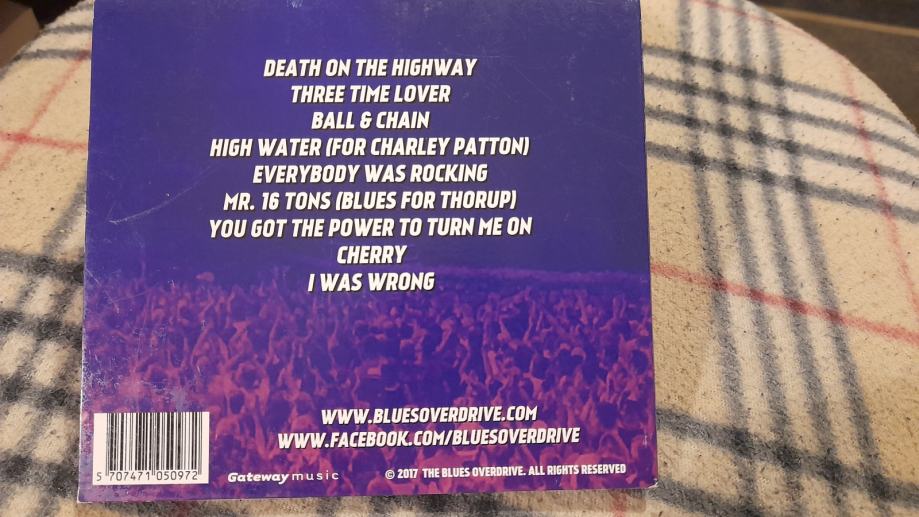 DEATH ON THE HIGHWAY
THREE TIME LOVER
BALL & CHAIN
HIGH WATER (FOR CHARLEY PATTON)
EVERYBODY WAS ROCKING
MR. 16 TONS (BLUES FOR THORUP)
YOU GOT THE POWER TO TURN ME ON
CHERRY
I WAS WRONG
WWW.BLUESOVERDRIVE.COM
WWW.FACEBOOK.COM/BLUESOVERDRIVE
5 707471 050972
Gateway music
© 2017 THE BLUES OVERDRIVE. ALL RIGHTS RESERVED